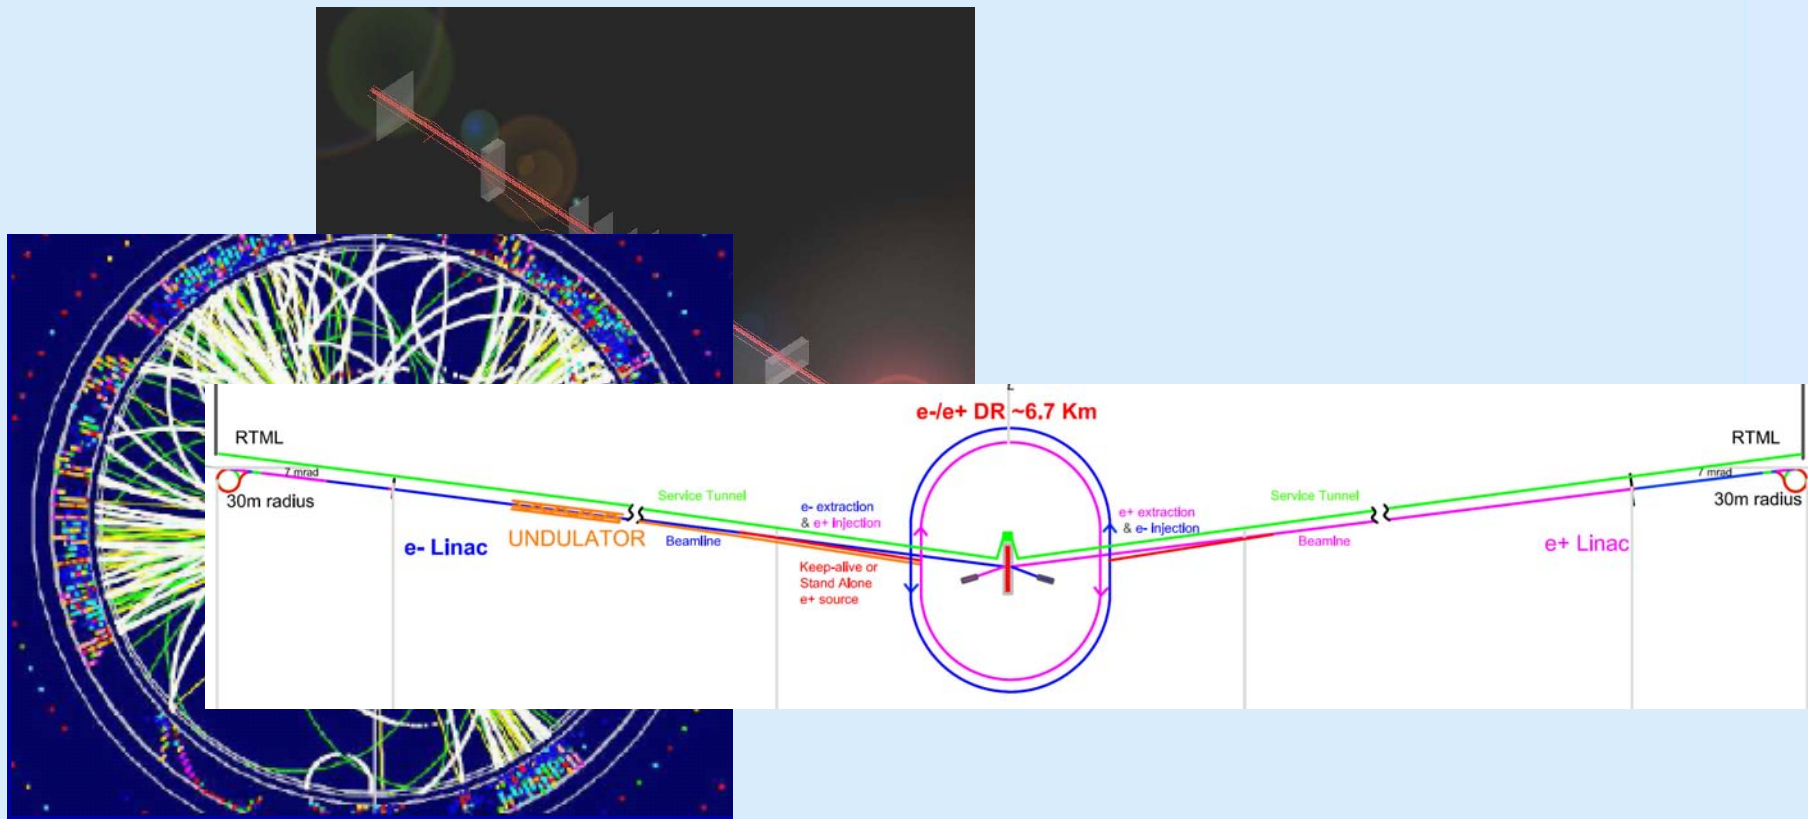 e-/e+ DR ~6.7 Km
RTML
RTML
7 mrad
7 mrad
30m radius
30m radius
Service Tunnel
Service Tunnel
e- extraction
& e+ injection
e+ extraction
& e- injection
e- Linac
UNDULATOR
Beamline
Beamlne
e+ Linac
Keep-alive or
Stand Alone
e+ source